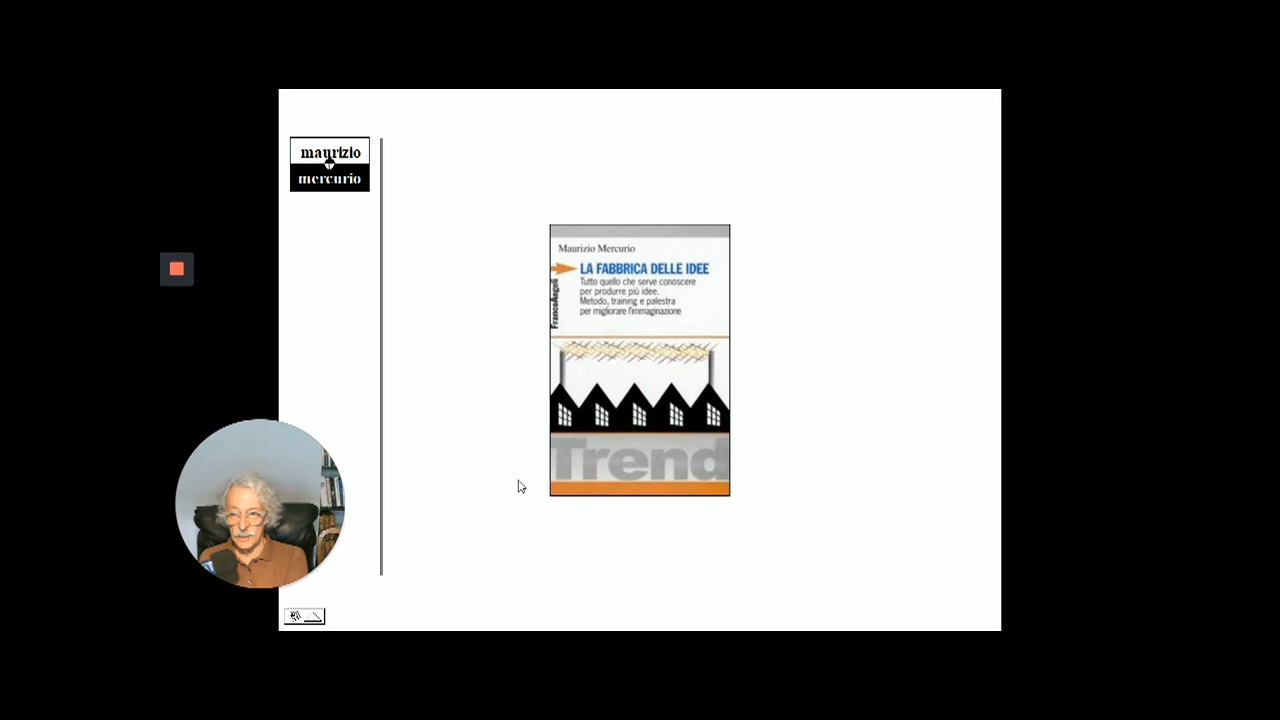 maurizio
mercurio
Maurizio Mercurio
LA FABBRICA DELLE IDEE
Tutto quello che serve conoscere
per produrre più idee.
Metodo, training e palestra
per migliorare l'immaginazione
FrancoAngeli
Trend